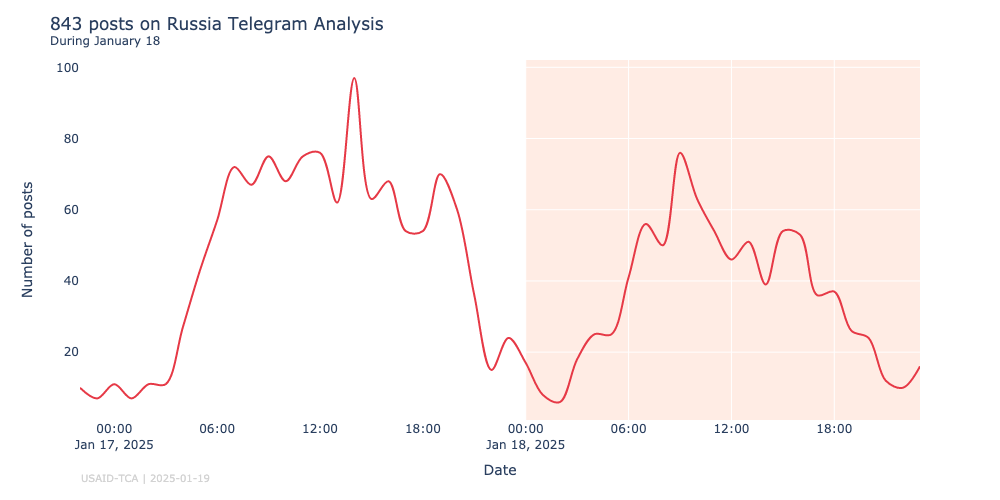 843 posts on Russia Telegram Analysis
During January 18
100
80
60
40
20
Number of posts
00:00 06:00 12:00 18:00 00:00 06:00 12:00 18:00
Jan 17, 2025 Jan 18, 2025
Date
USAID-TCA | 2025-01-19